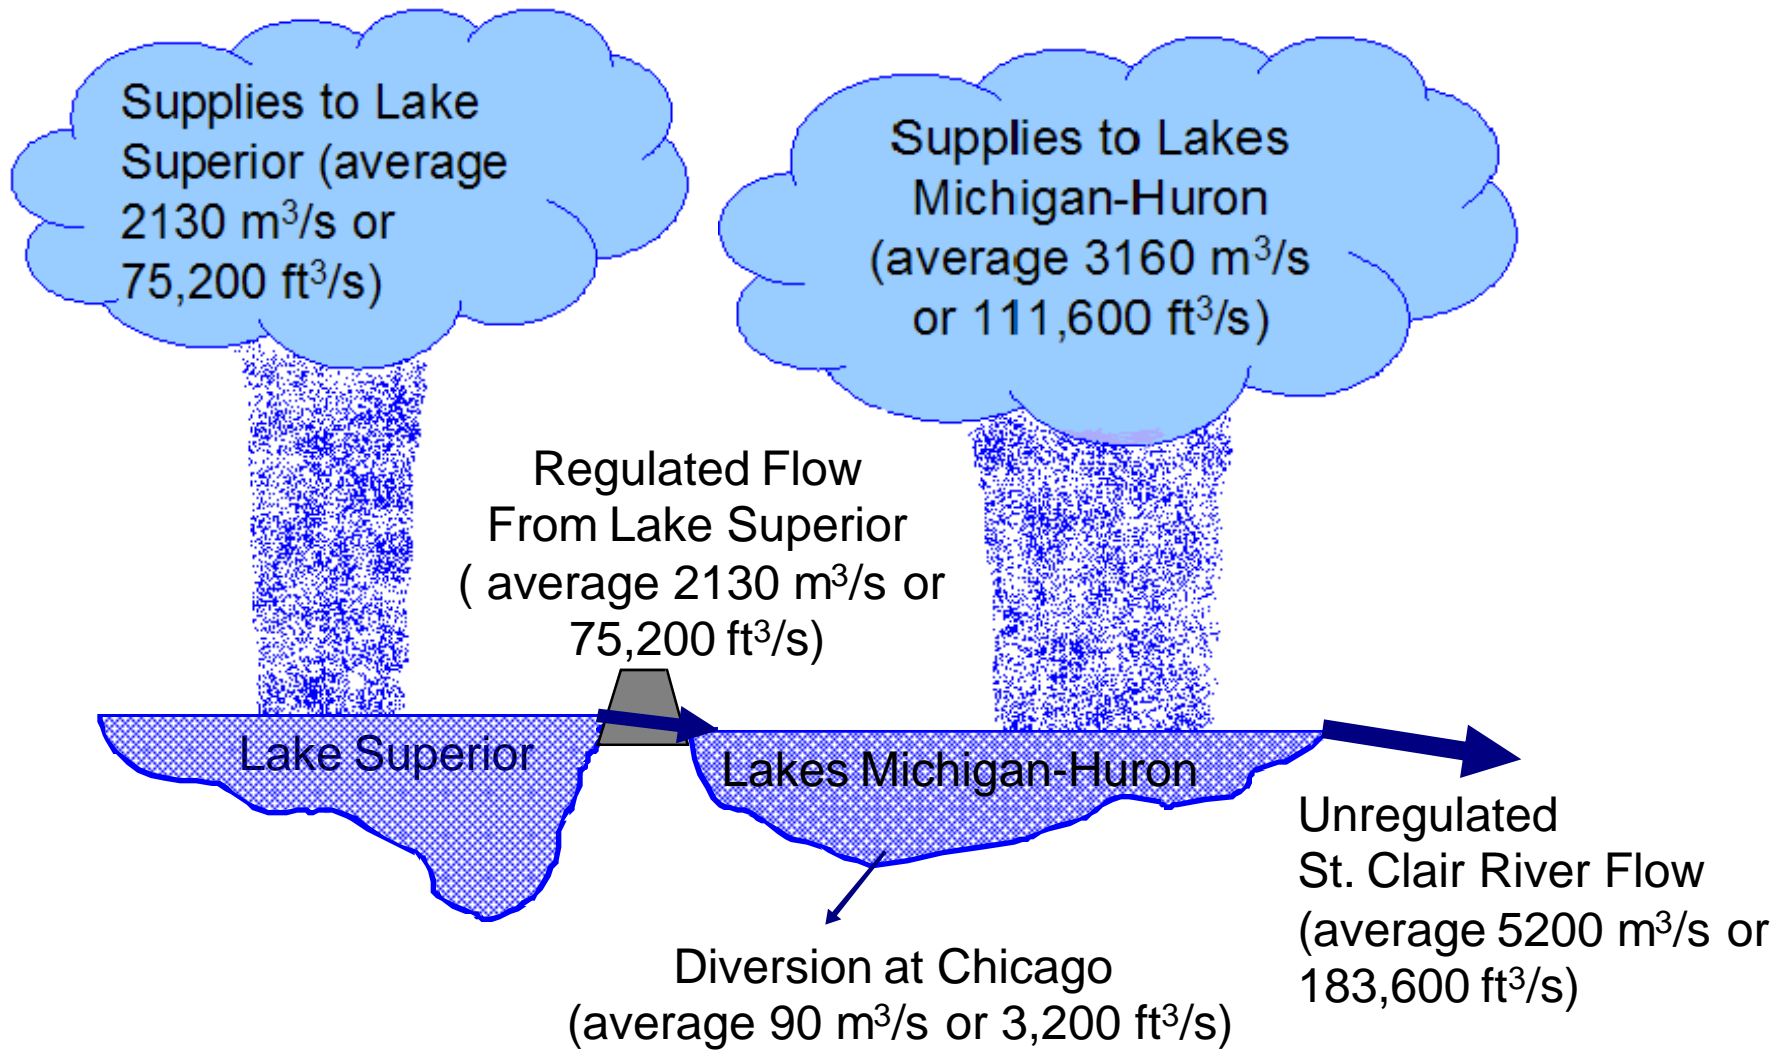 Supplies to Lake
Superior (average
2130 m³/s or
75,200 ft³/s)
Supplies to Lakes
Michigan-Huron
(average 3160 m³/s
or 111,600 ft³/s)
Regulated Flow
From Lake Superior
( average 2130 m³/s or
75,200 ft³/s)
Lake Superior
Lakes Michigan-Huron
Unregulated
St. Clair River Flow
(average 5200 m³/s or
183,600 ft³/s)
Diversion at Chicago
(average 90 m³/s or 3,200 ft³/s)